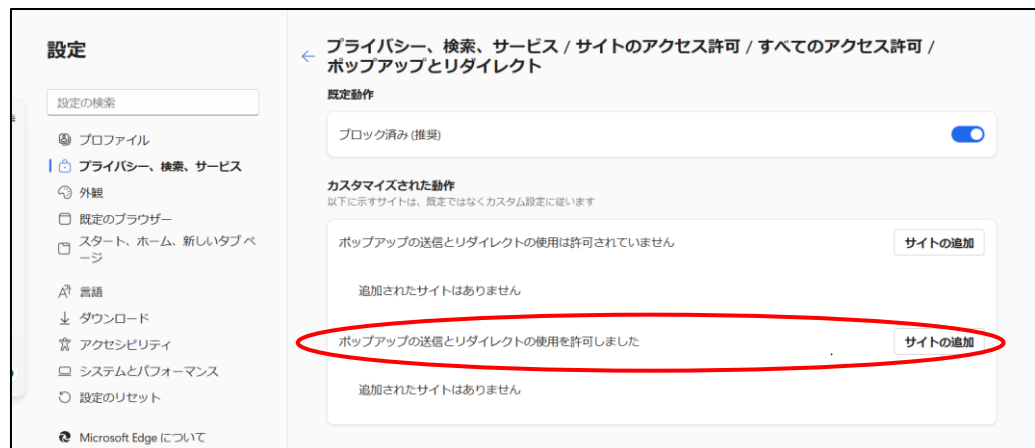 設定
設定の検索
プロファイル
プライバシー、検索、サービス
外観
既定のブラウザー
スタート、ホーム、新しいタブ ペ
ージ
言語
ダウンロード
アクセシビリティ
システムとパフォーマンス
設定のリセット
Microsoft Edge について
プライバシー、検索、サービス / サイトのアクセス許可 / すべてのアクセス許可 /
ポップアップとリダイレクト
既定動作
ブロック済み (推奨)
カスタマイズされた動作
以下に示すサイトは、既定ではなくカスタム設定に従います
ポップアップの送信とリダイレクトの使用は許可されていません
サイトの追加
追加されたサイトはありません
ポップアップの送信とリダイレクトの使用を許可しました
サイトの追加
追加されたサイトはありません